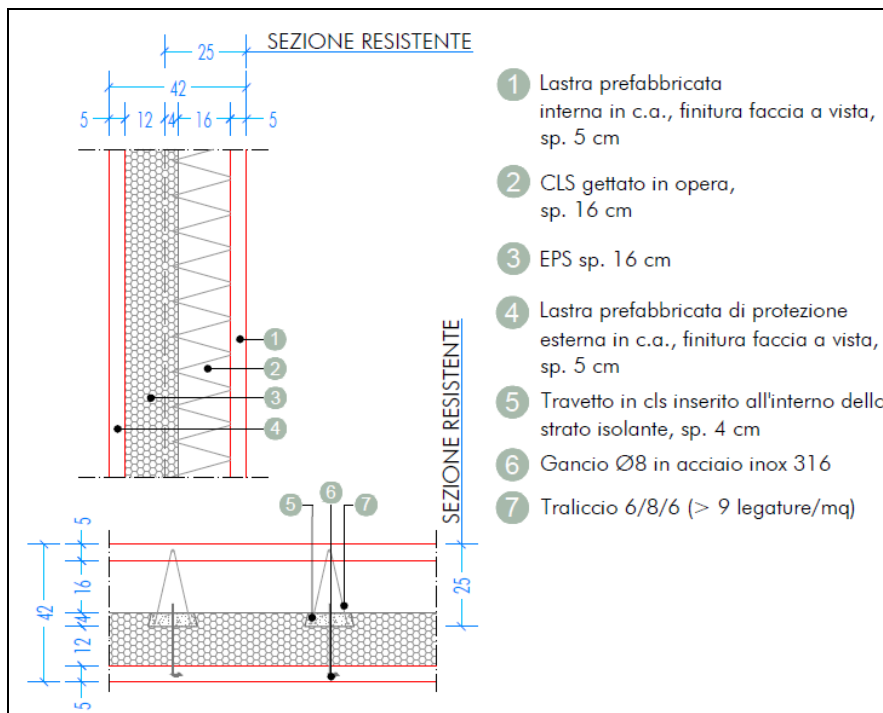 SEZIONE RESISTENTE
25
42
5 12 4 16 5
1
2
3
4
1 Lastra prefabbricata
interna in c.a., finitura faccia a vista,
sp. 5 cm
2 CLS gettato in opera,
sp. 16 cm
3 EPS sp. 16 cm
4 Lastra prefabbricata di protezione
esterna in c.a., finitura faccia a vista,
sp. 5 cm
5 Travetto in cls inserito all'interno dello
strato isolante, sp. 4 cm
6 Gancio Ø8 in acciaio inox 316
7 Traliccio 6/8/6 (> 9 legature/mq)
SEZIONE RESISTENTE
5 6 7
42
5
16
4
12
5
25